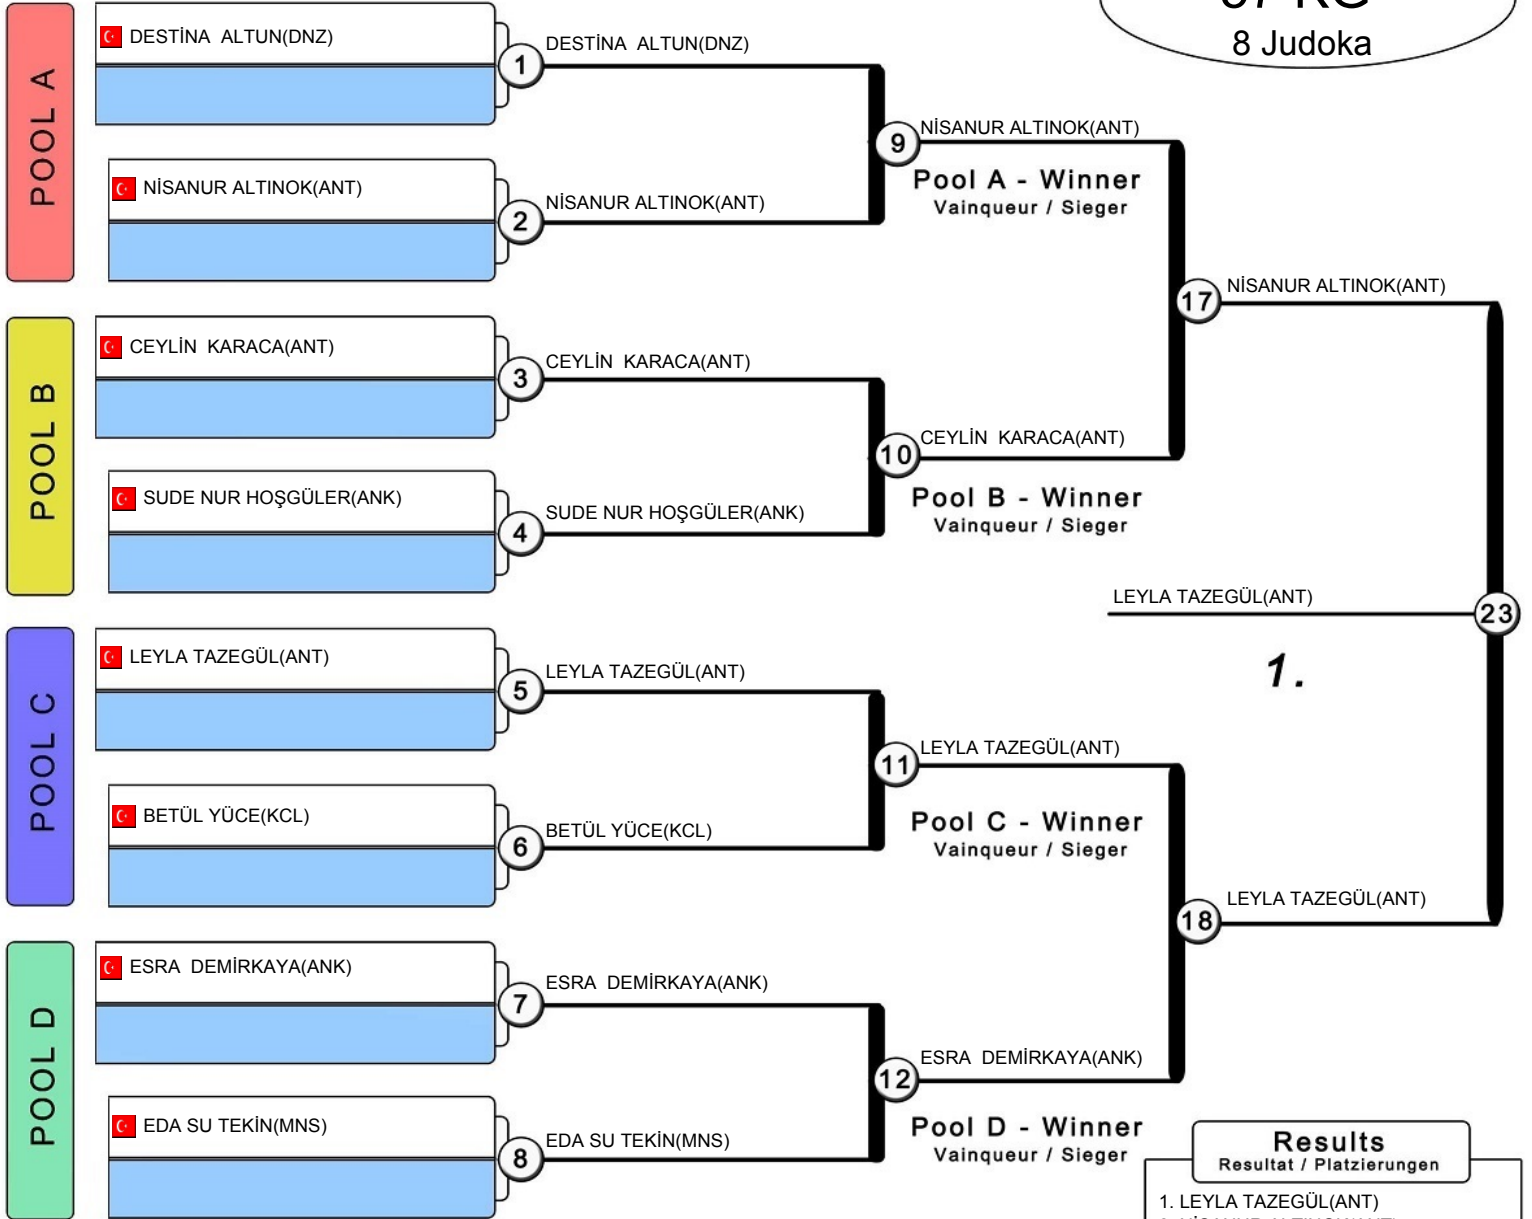 8 Judoka
POOL A
DESTİNA ALTUN(DNZ)
1
DESTİNA ALTUN(DNZ)
NİSANUR ALTINOK(ANT)
2
NİSANUR ALTINOK(ANT)
9
NİSANUR ALTINOK(ANT)
Pool A - Winner
Vainqueur / Sieger
POOL B
CEYLİN KARACA(ANT)
3
CEYLİN KARACA(ANT)
SUDE NUR HOŞGÜLER(ANK)
4
SUDE NUR HOŞGÜLER(ANK)
10
CEYLİN KARACA(ANT)
Pool B - Winner
Vainqueur / Sieger
17
NİSANUR ALTINOK(ANT)
POOL C
LEYLA TAZEGÜL(ANT)
5
LEYLA TAZEGÜL(ANT)
BETÜL YÜCE(KCL)
6
BETÜL YÜCE(KCL)
11
LEYLA TAZEGÜL(ANT)
Pool C - Winner
Vainqueur / Sieger
POOL D
ESRA DEMİRKAYA(ANK)
7
ESRA DEMİRKAYA(ANK)
EDA SU TEKİN(MNS)
8
EDA SU TEKİN(MNS)
12
ESRA DEMİRKAYA(ANK)
Pool D - Winner
Vainqueur / Sieger
18
LEYLA TAZEGÜL(ANT)
LEYLA TAZEGÜL(ANT)
23
1.
Results
Resultat / Platzierungen
1. LEYLA TAZEGÜL(ANT)